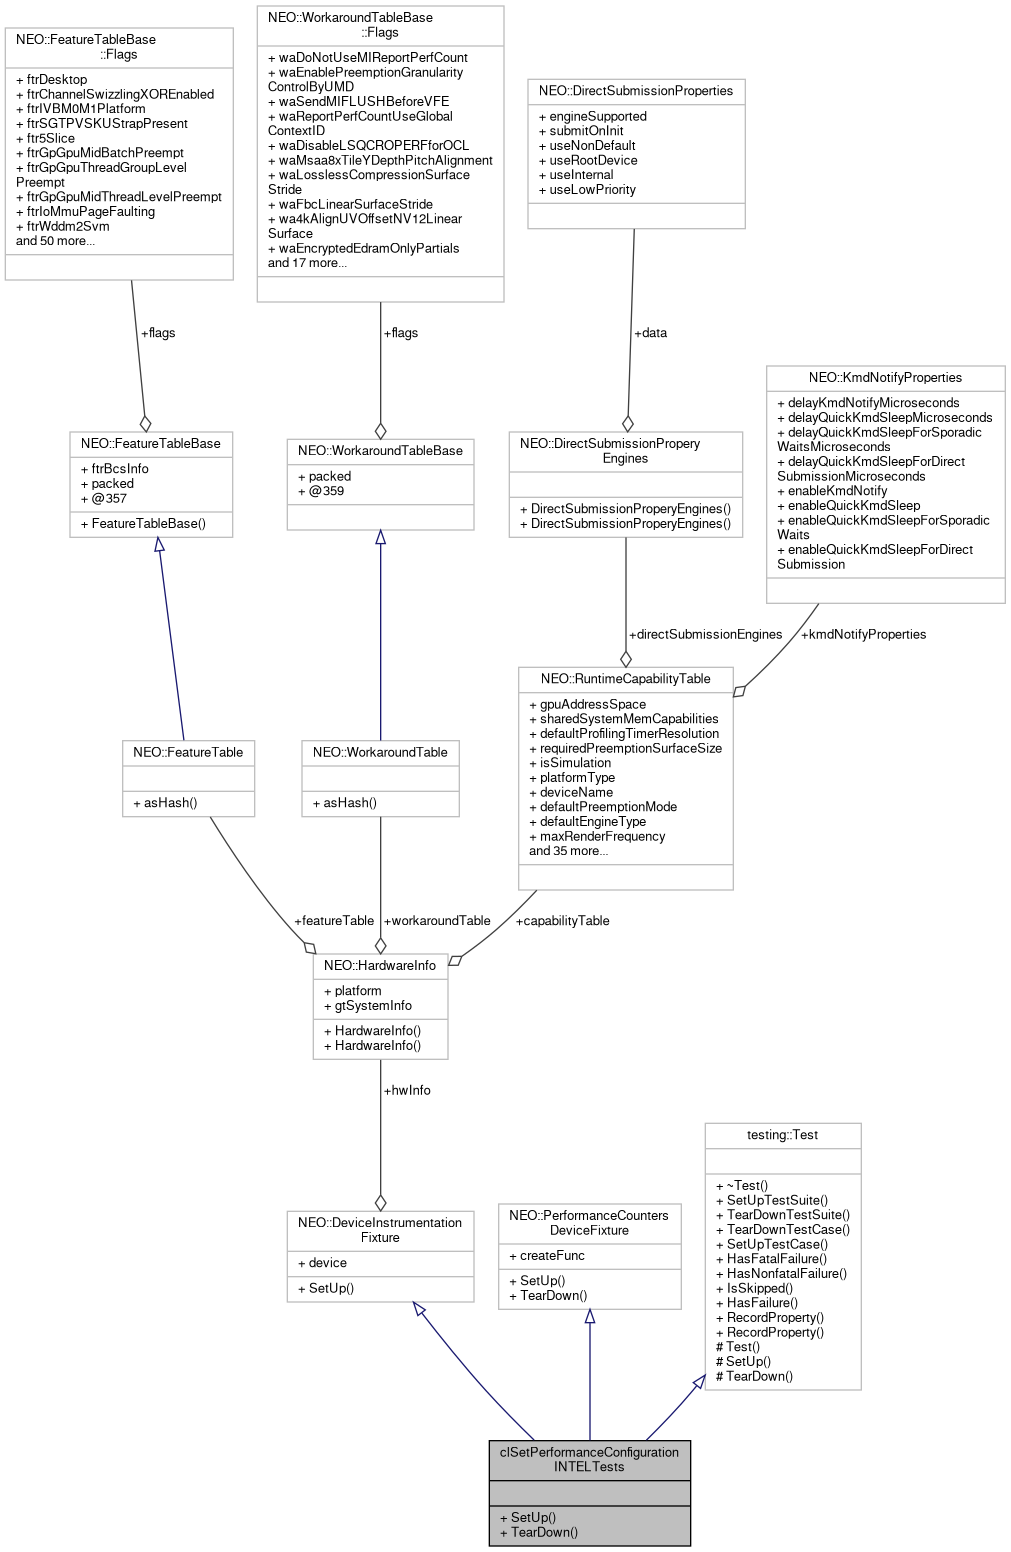 NEO::FeatureTableBase
::Flags
+ ftrDesktop
+ ftrChannelSwizzlingXOREnabled
+ ftrIVBM0M1Platform
+ ftrSGTPVSKUStrapPresent
+ ftr5Slice
+ ftrGpGpuMidBatchPreempt
+ ftrGpGpuThreadGroupLevel
Preempt
+ ftrGpGpuMidThreadLevelPreempt
+ ftrIoMmuPageFaulting
+ ftrWddm2Svm
and 50 more...
NEO::WorkaroundTableBase
::Flags
+ waDoNotUseMIReportPerfCount
+ waEnablePreemptionGranularity
ControlByUMD
+ waSendMIFLUSHBeforeVFE
+ waReportPerfCountUseGlobal
ContextID
+ waDisableLSQCROPERFforOCL
+ waMsaa8xTileYDepthPitchAlignment
+ waLosslessCompressionSurface
Stride
+ waFbcLinearSurfaceStride
+ wa4kAlignUVOffsetNV12Linear
Surface
+ waEncryptedEdramOnlyPartials
and 17 more...
NEO::DirectSubmissionProperties
+ engineSupported
+ submitOnInit
+ useNonDefault
+ useRootDevice
+ useInternal
+ useLowPriority
+flags
+flags
+data
NEO::KmdNotifyProperties
+ delayKmdNotifyMicroseconds
+ delayQuickKmdSleepMicroseconds
+ delayQuickKmdSleepForSporadic
WaitsMicroseconds
+ delayQuickKmdSleepForDirect
SubmissionMicroseconds
+ enableKmdNotify
+ enableQuickKmdSleep
+ enableQuickKmdSleepForSporadic
Waits
+ enableQuickKmdSleepForDirect
Submission
NEO::FeatureTableBase
+ ftrBcsInfo
+ packed
+ @357
+ FeatureTableBase()
NEO::WorkaroundTableBase
+ packed
+ @359
NEO::DirectSubmissionPropery
Engines
+ DirectSubmissionProperyEngines()
+ DirectSubmissionProperyEngines()
+directSubmissionEngines
+kmdNotifyProperties
NEO::FeatureTable
+ asHash()
NEO::WorkaroundTable
+ asHash()
NEO::RuntimeCapabilityTable
+ gpuAddressSpace
+ sharedSystemMemCapabilities
+ defaultProfilingTimerResolution
+ requiredPreemptionSurfaceSize
+ isSimulation
+ platformType
+ deviceName
+ defaultPreemptionMode
+ defaultEngineType
+ maxRenderFrequency
and 35 more...
+featureTable
+workaroundTable
+capabilityTable
NEO::HardwareInfo
+ platform
+ gtSystemInfo
+ HardwareInfo()
+ HardwareInfo()
+hwInfo
NEO::DeviceInstrumentation
Fixture
+ device
+ SetUp()
NEO::PerformanceCounters
DeviceFixture
+ createFunc
+ SetUp()
+ TearDown()
testing::Test
+ ~Test()
+ SetUpTestSuite()
+ TearDownTestSuite()
+ TearDownTestCase()
+ SetUpTestCase()
+ HasFatalFailure()
+ HasNonfatalFailure()
+ IsSkipped()
+ HasFailure()
+ RecordProperty()
+ RecordProperty()
# Test()
# SetUp()
# TearDown()
clSetPerformanceConfiguration
INTELTests
+ SetUp()
+ TearDown()